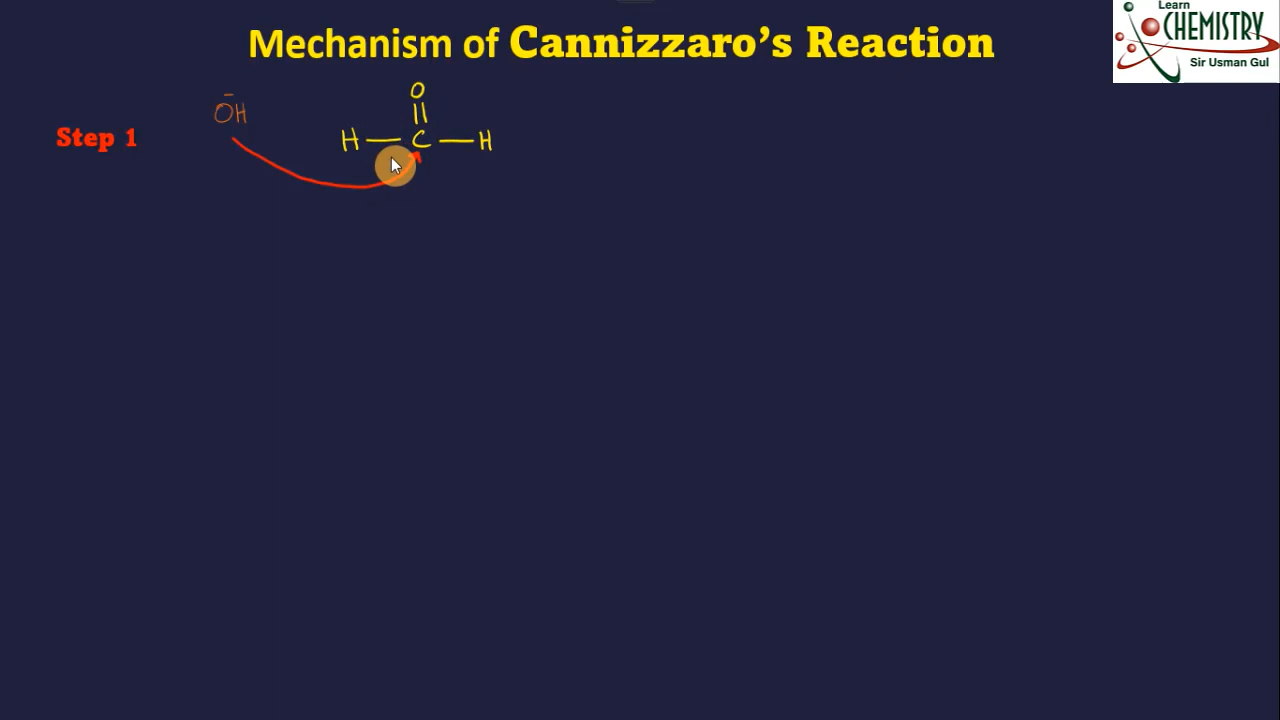 Learn
CHEMISTRY
Sir Usman Gul
Mechanism of Cannizzaro’s Reaction
Step 1
ŌH
O
||
H — C — H